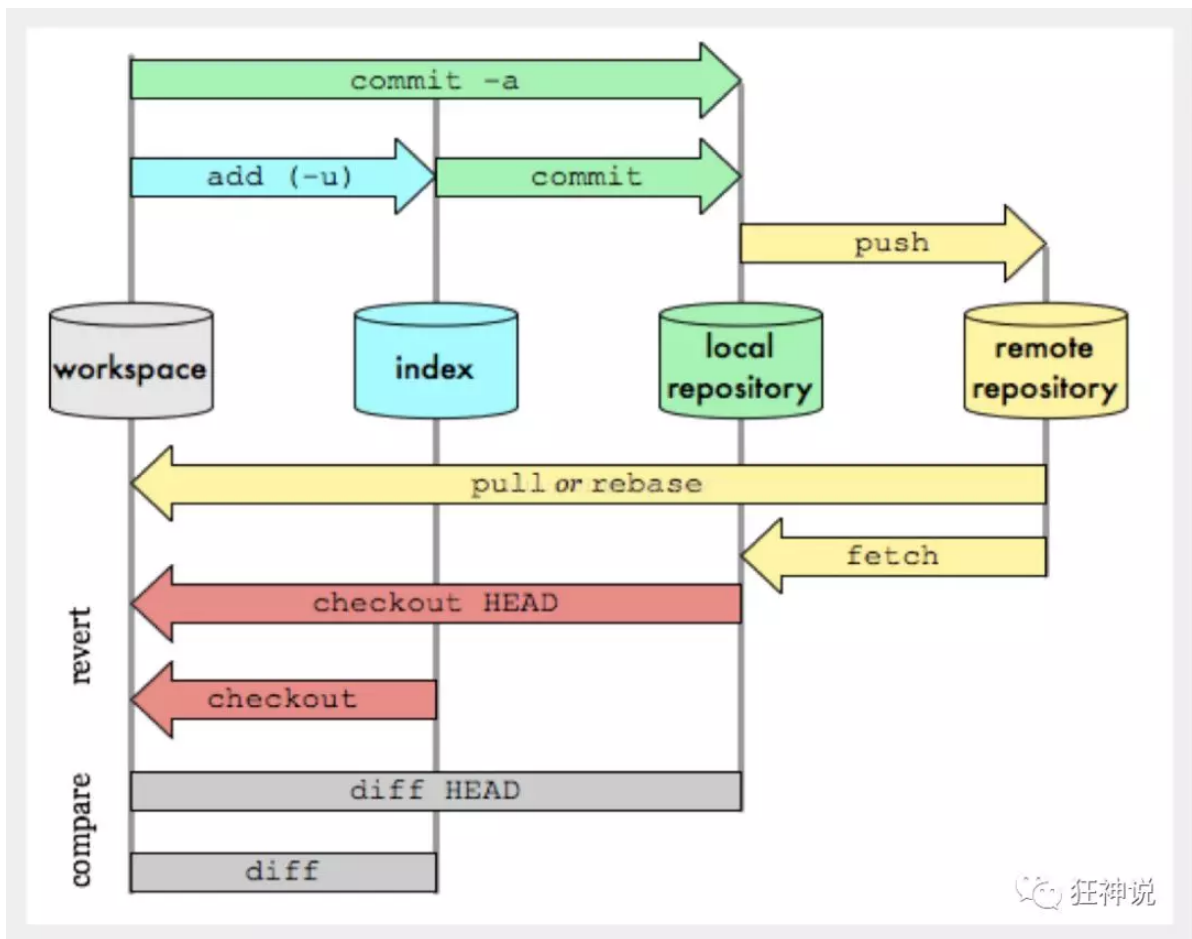 commit -a
add (-u)
commit
push
workspace
index
local
repository
remote
repository
pull or rebase
fetch
revert
checkout HEAD
checkout
compare
diff HEAD
diff
狂神说